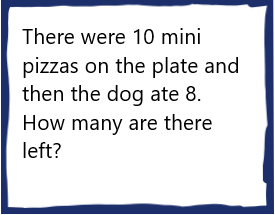 There were 10 mini
pizzas on the plate and
then the dog ate 8.
How many are there
left?